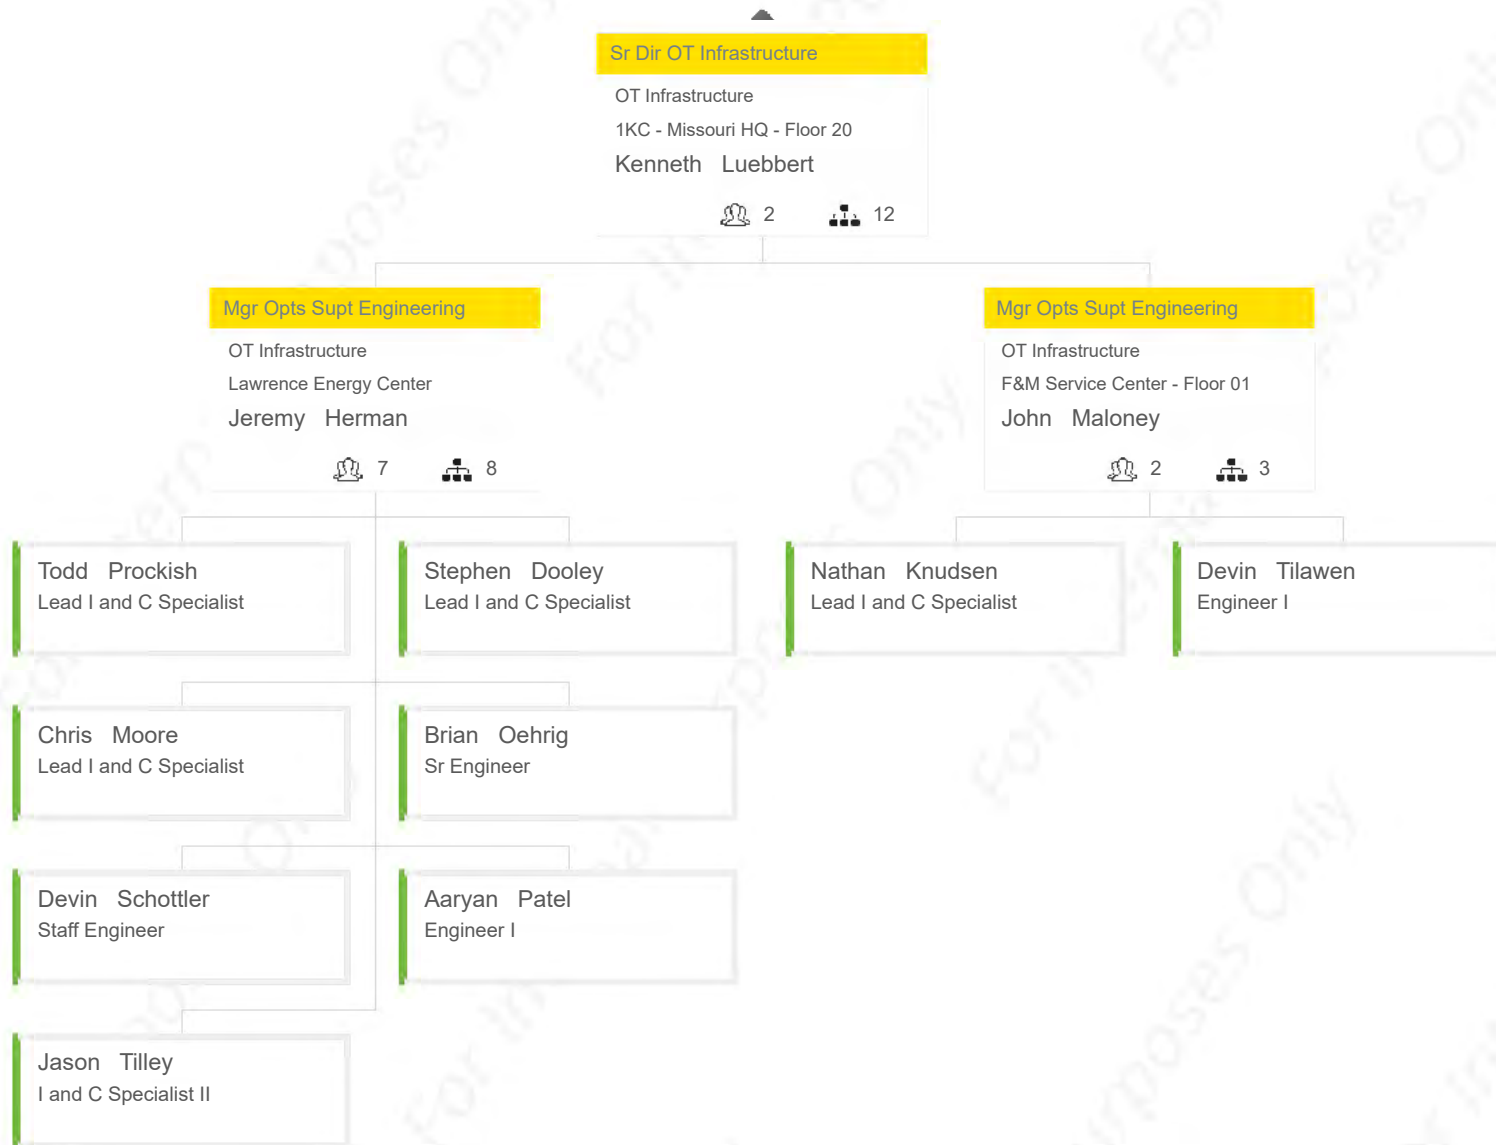 Sr Dir OT Infrastructure
OT Infrastructure
1KC - Missouri HQ - Floor 20
Kenneth Luebbert
2 12
Mgr Opts Supt Engineering
OT Infrastructure
Lawrence Energy Center
Jeremy Herman
7 8
Mgr Opts Supt Engineering
OT Infrastructure
F&M Service Center - Floor 01
John Maloney
2 3
Todd Prockish
Lead I and C Specialist
Stephen Dooley
Lead I and C Specialist
Nathan Knudsen
Lead I and C Specialist
Devin Tilawen
Engineer I
Chris Moore
Lead I and C Specialist
Brian Oehrig
Sr Engineer
Devin Schottler
Staff Engineer
Aaryan Patel
Engineer I
Jason Tilley
I and C Specialist II